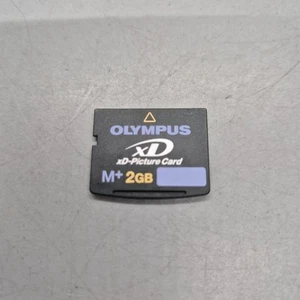 OLYMPUS
xD
xD-Picture Card
M+ 2GB